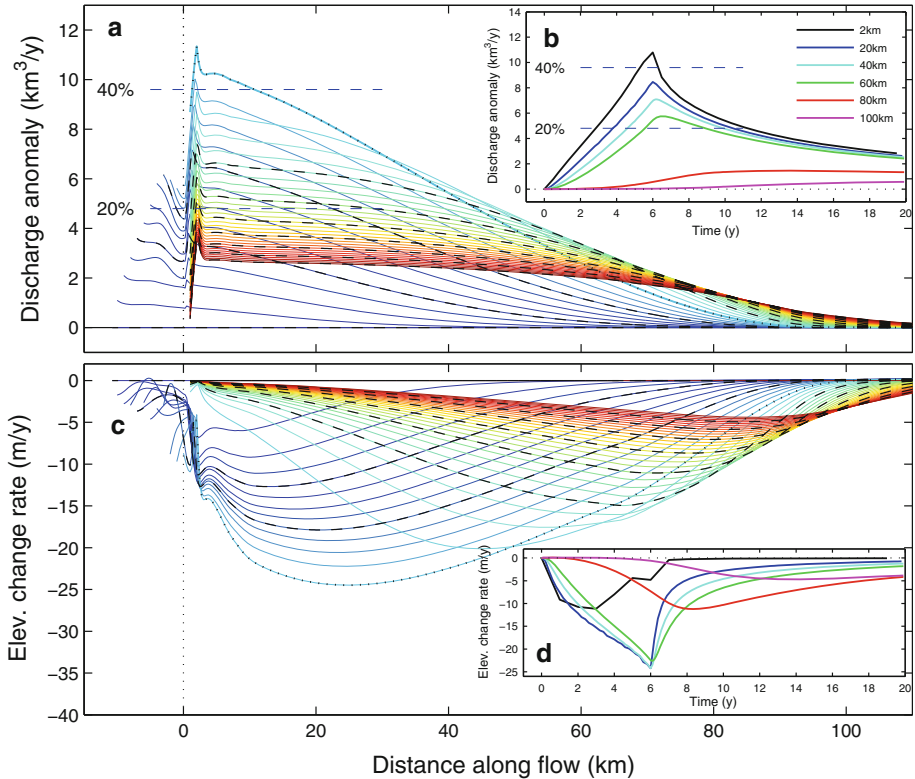 a
Discharge anomaly (km3/y)
12
10
8
6
4
2
0
40%
20%
b
Discharge anomaly (km3/y)
14
12
10
8
6
4
2
0
40%
20%
2km
20km
40km
60km
80km
100km
0 2 4 6 8 10 12 14 16 18 20
Time (y)
c
Elev. change rate (m/y)
0
−5
−10
−15
−20
−25
−30
−35
−40
d
Elev. change rate (m/y)
0
−5
−10
−15
−20
−25
0 2 4 6 8 10 12 14 16 18 20
Time (y)
0 20 40 60 80 100
Distance along flow (km)